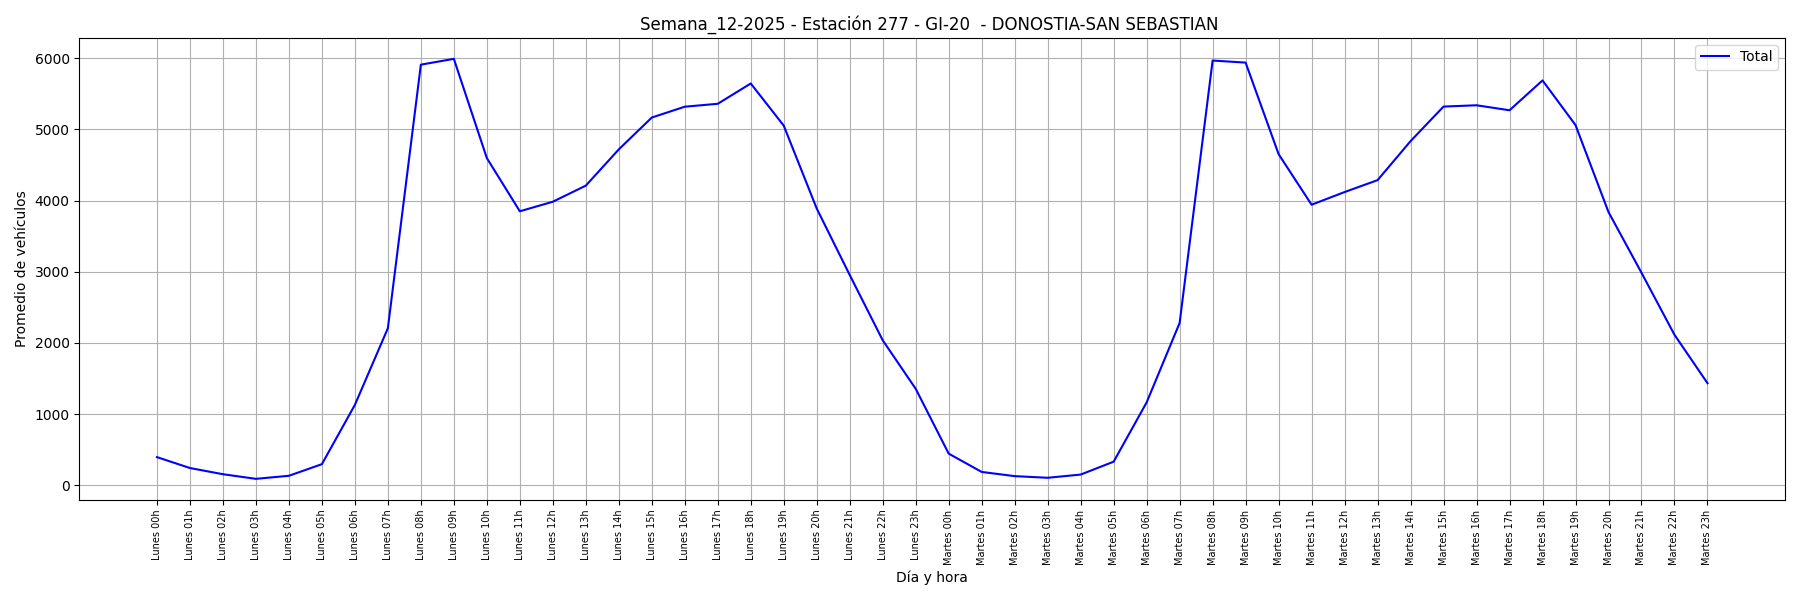 Semana_12-2025 - Estación 277 - GI-20  - DONOSTIA-SAN SEBASTIAN
Total
Promedio de vehículos
6000
5000
4000
3000
2000
1000
0
Lunes 00h
Lunes 01h
Lunes 02h
Lunes 03h
Lunes 04h
Lunes 05h
Lunes 06h
Lunes 07h
Lunes 08h
Lunes 09h
Lunes 10h
Lunes 11h
Lunes 12h
Lunes 13h
Lunes 14h
Lunes 15h
Lunes 16h
Lunes 17h
Lunes 18h
Lunes 19h
Lunes 20h
Lunes 21h
Lunes 22h
Lunes 23h
Martes 00h
Martes 01h
Martes 02h
Martes 03h
Martes 04h
Martes 05h
Martes 06h
Martes 07h
Martes 08h
Martes 09h
Martes 10h
Martes 11h
Martes 12h
Martes 13h
Martes 14h
Martes 15h
Martes 16h
Martes 17h
Martes 18h
Martes 19h
Martes 20h
Martes 21h
Martes 22h
Martes 23h
Día y hora